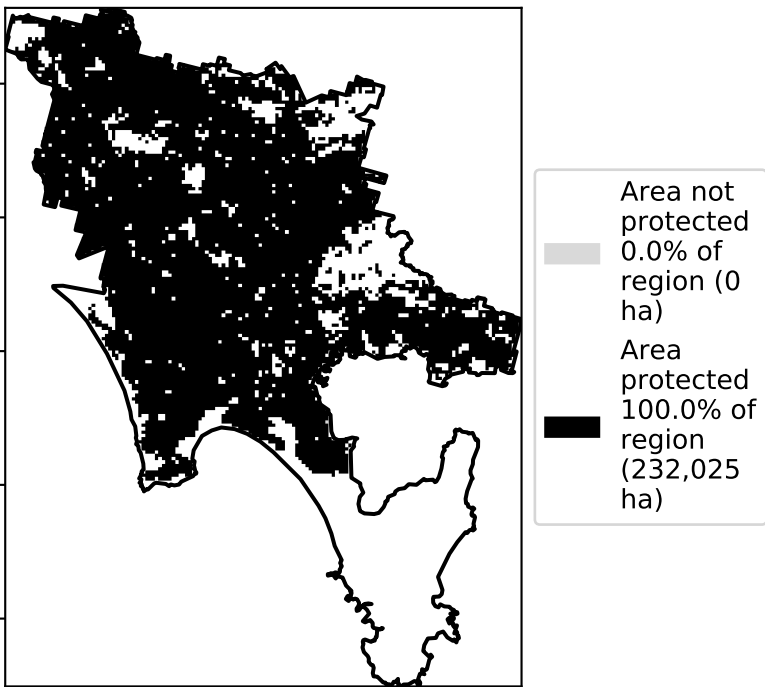 Area not
protected
0.0% of
region (0
ha)
Area
protected
100.0% of
region
(232,025
ha)